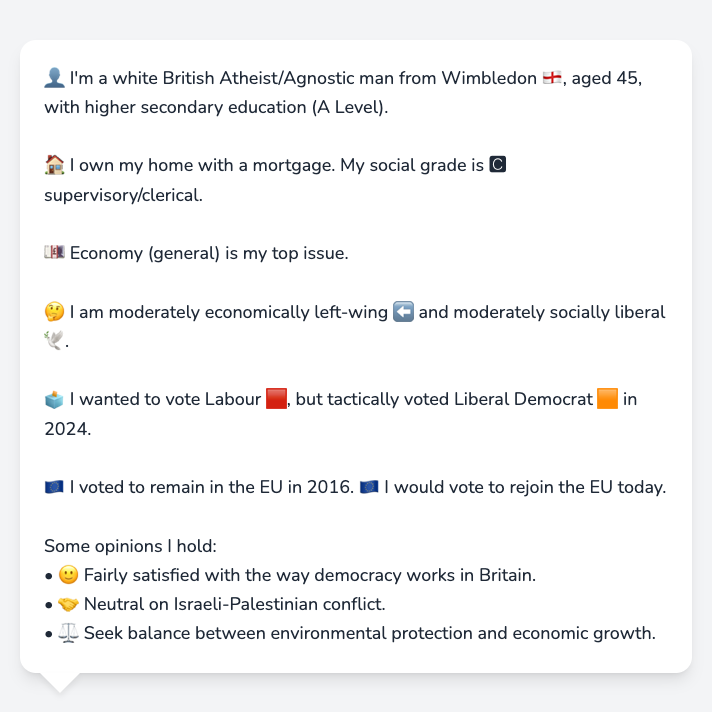 👤 I'm a white British Atheist/Agnostic man from Wimbledon 🏴󠁧󠁢󠁥󠁮󠁧󠁿, aged 45,
with higher secondary education (A Level).
🏠 I own my home with a mortgage. My social grade is 🅲
supervisory/clerical.
💷 Economy (general) is my top issue.
🤔 I am moderately economically left-wing ⬅️ and moderately socially liberal
🕊️.
🗳️ I wanted to vote Labour 🟥, but tactically voted Liberal Democrat 🟧 in
2024.
🇪🇺 I voted to remain in the EU in 2016. 🇪🇺 I would vote to rejoin the EU today.
Some opinions I hold:
• 🙂 Fairly satisfied with the way democracy works in Britain.
• 🤝 Neutral on Israeli-Palestinian conflict.
• ⚖️ Seek balance between environmental protection and economic growth.